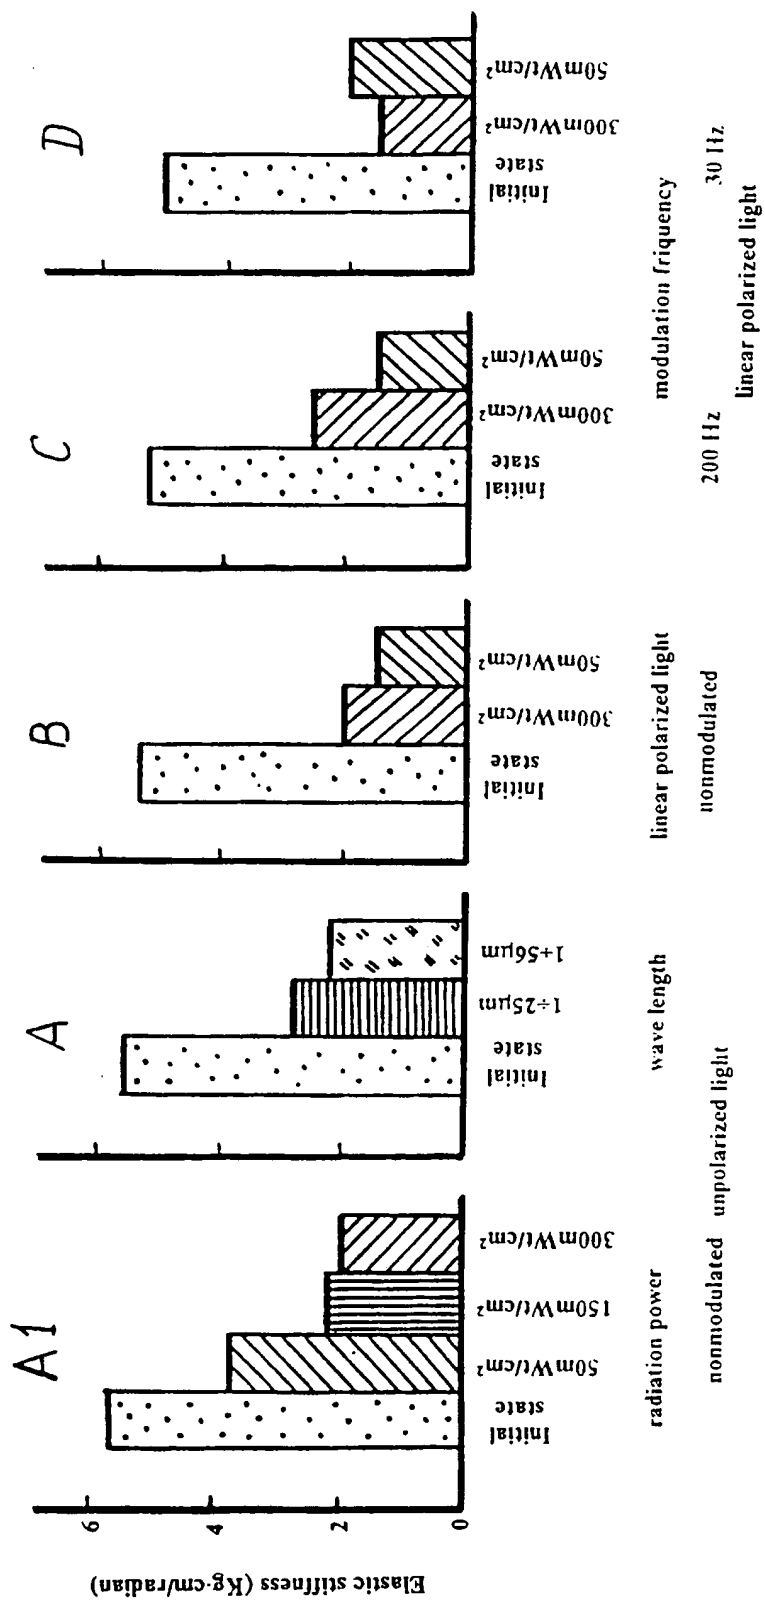 A1
A
B
C
D
Elastic stiffness (Kg·cm/radian)
6
4
2
0
Initial
state
50mWt/cm²
150mWt/cm²
300mWt/cm²
Initial
state
1÷25µm
1÷56µm
Initial
state
300mWt/cm²
50mWt/cm²
Initial
state
300mWt/cm²
50mWt/cm²
Initial
state
300mWt/cm²
50mWt/cm²
radiation power
wave length
linear polarized light
modulation friquency
nonmodulated unpolarized light
nonmodulated
200 Hz
30 Hz
linear polarized light